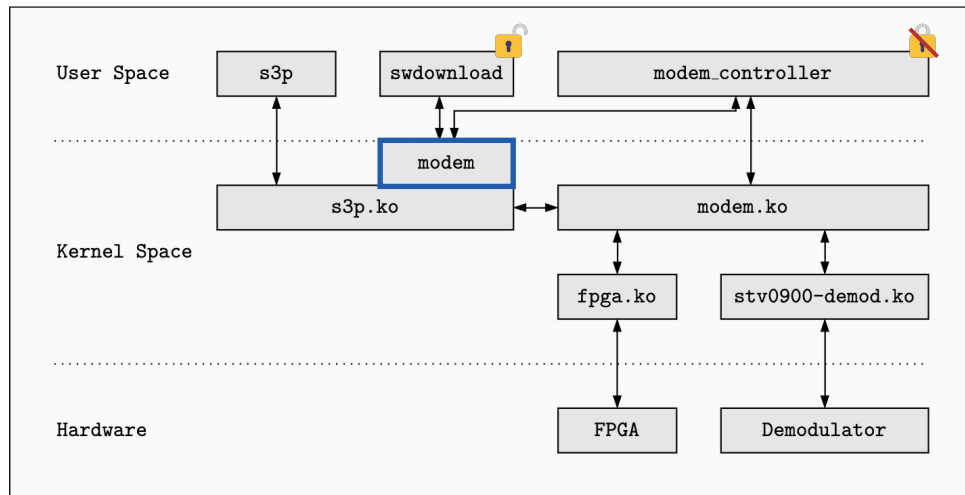 User Space
s3p
swdownload
modem_controller
modem
s3p.ko
modem.ko
Kernel Space
fpga.ko
stv0900-demod.ko
Hardware
FPGA
Demodulator